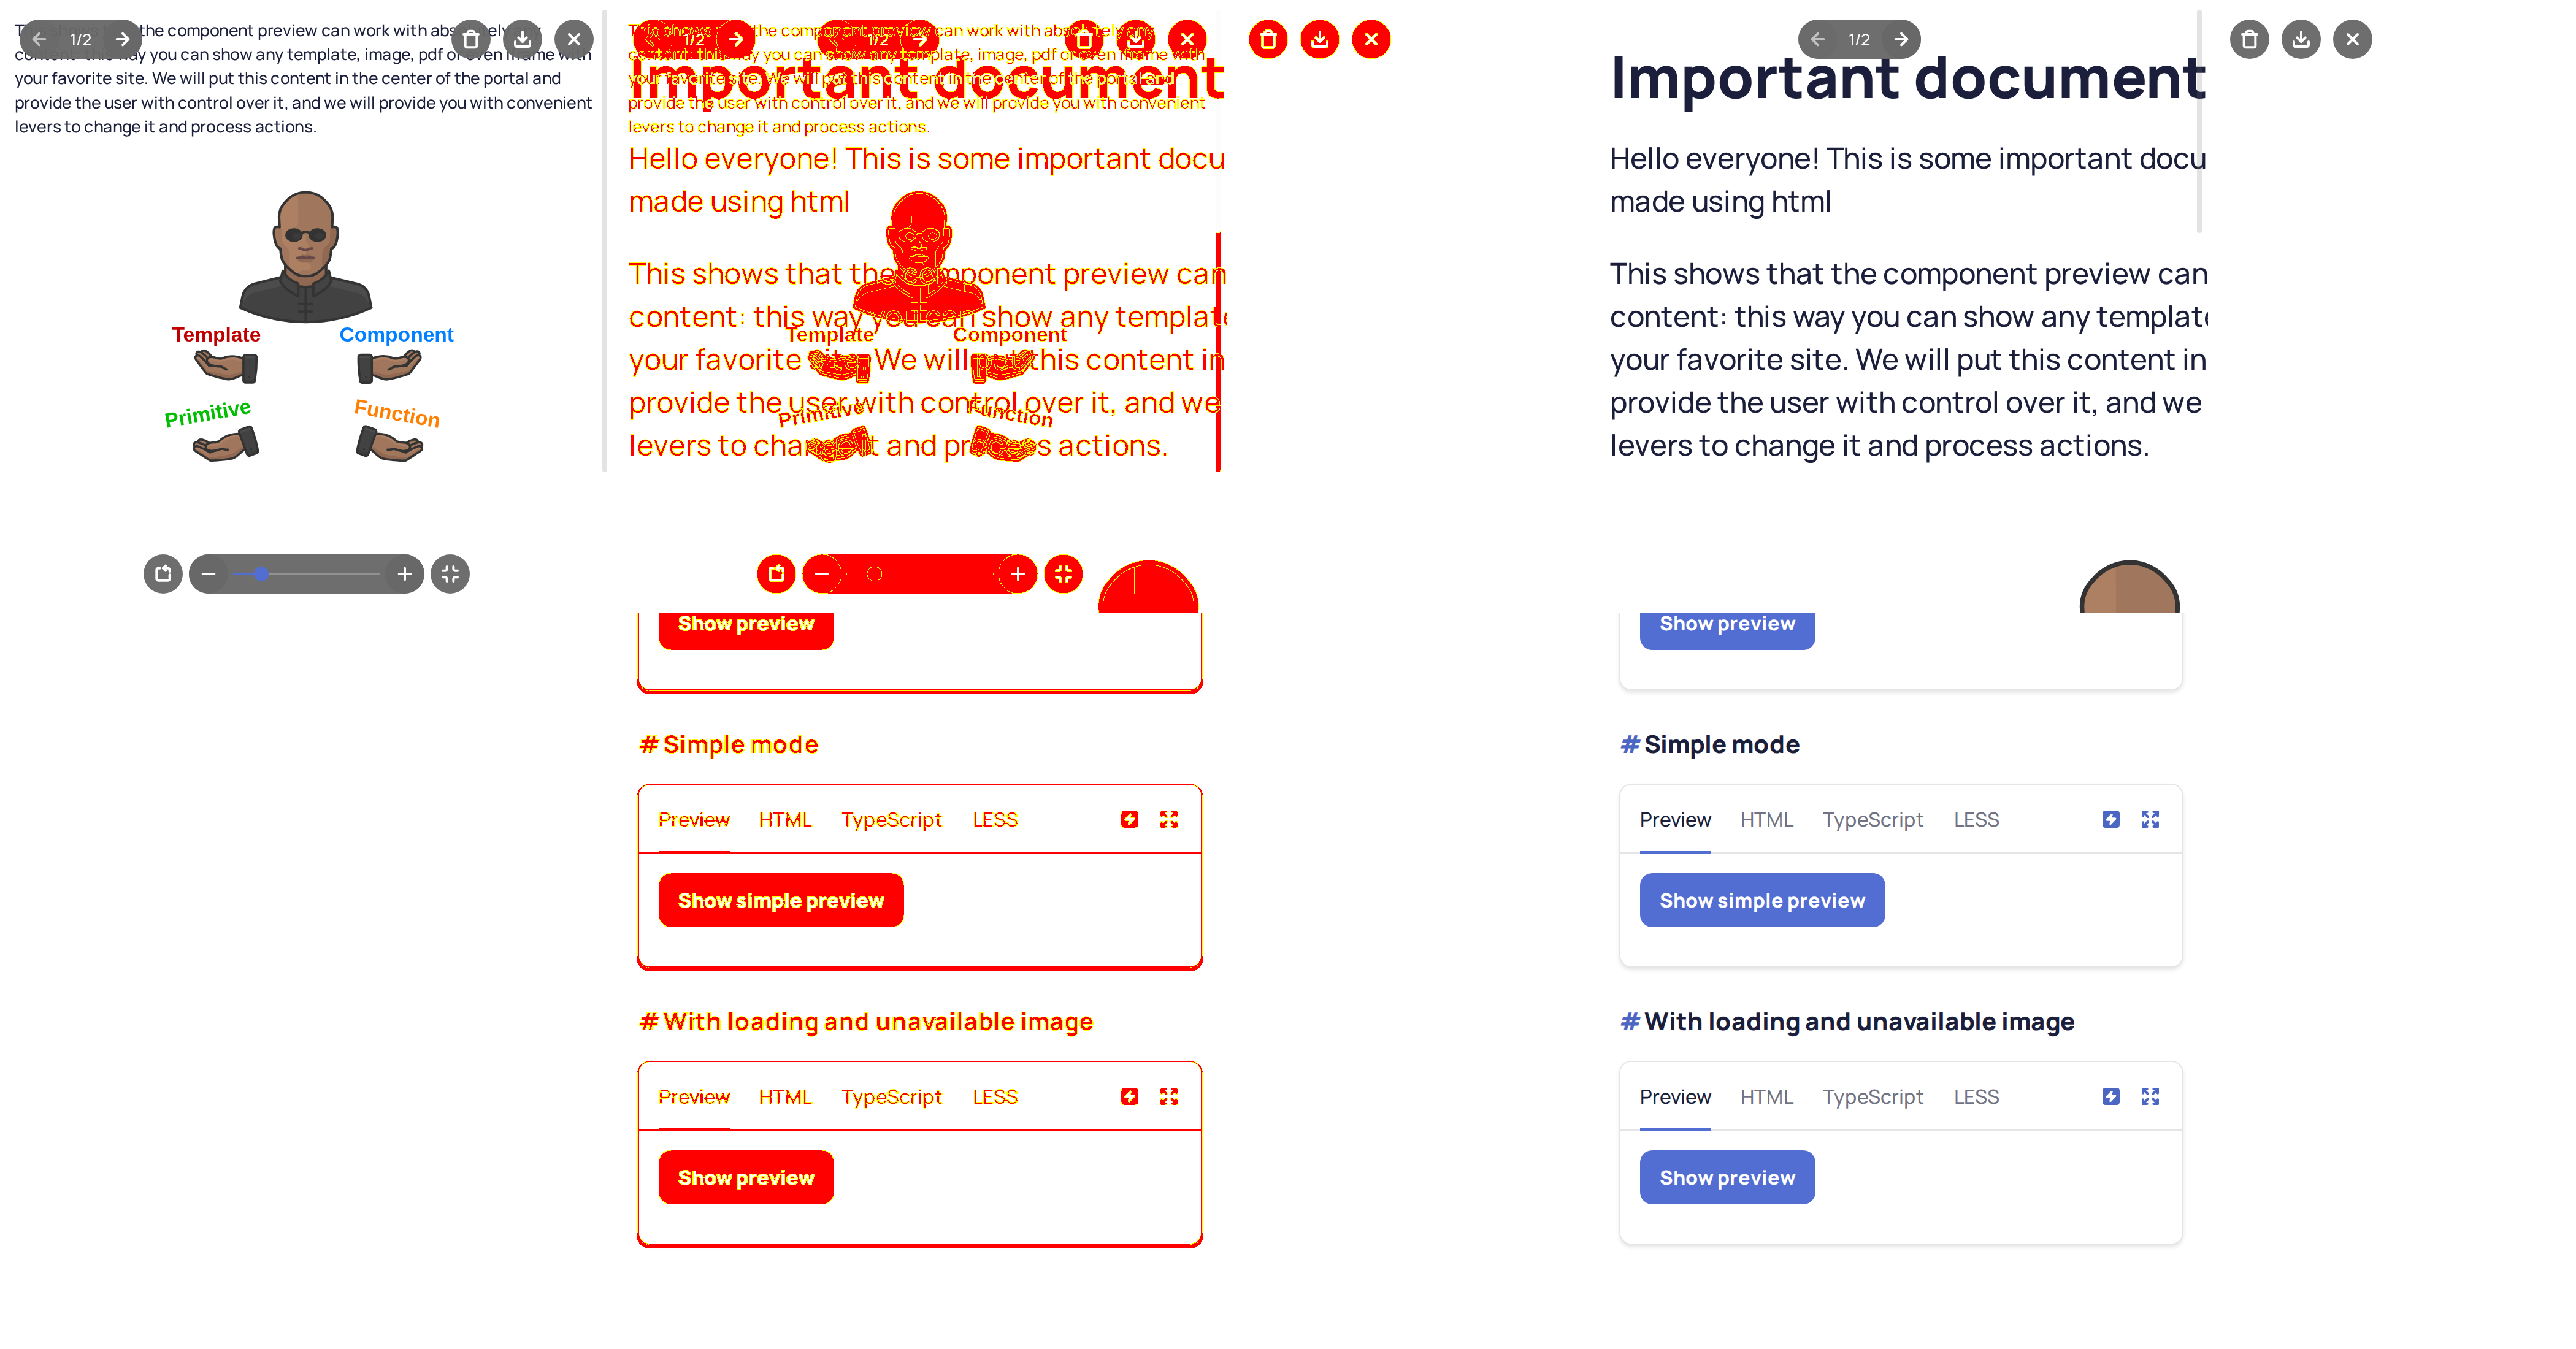 1/2
the component preview can work with
you can show any template, image, pdf or even iframe with
your favorite site. We will put this content in the center of the portal and
provide the user with control over it, and we will provide you with convenient
levers to change it and process actions.
Template
Component
Primitive
Function
1/2
1/2
This shows the component preview can work with absolutely any
content: this way you can show any template, image, pdf or even iframe with
Important document
your favorite site. We will put this content in the center of the portal and
provide the user with control over it, and we will provide you with convenient
levers to change it and process actions.
Hello everyone! This is some important docu
made using html
This shows that the component preview can
content: this way you can show any template
Template
Component
your favorite site. We will put this content in
provide the user with control over it, and we
Primitive
Function
levers to change it and process actions.
Show preview
# Simple mode
Preview HTML TypeScript LESS
Show simple preview
# With loading and unavailable image
Preview HTML TypeScript LESS
Show preview
1/2
Important document
Hello everyone! This is some important docu
made using html
This shows that the component preview can
content: this way you can show any template
your favorite site. We will put this content in
provide the user with control over it, and we
levers to change it and process actions.
Show preview
# Simple mode
Preview HTML TypeScript LESS
Show simple preview
# With loading and unavailable image
Preview HTML TypeScript LESS
Show preview